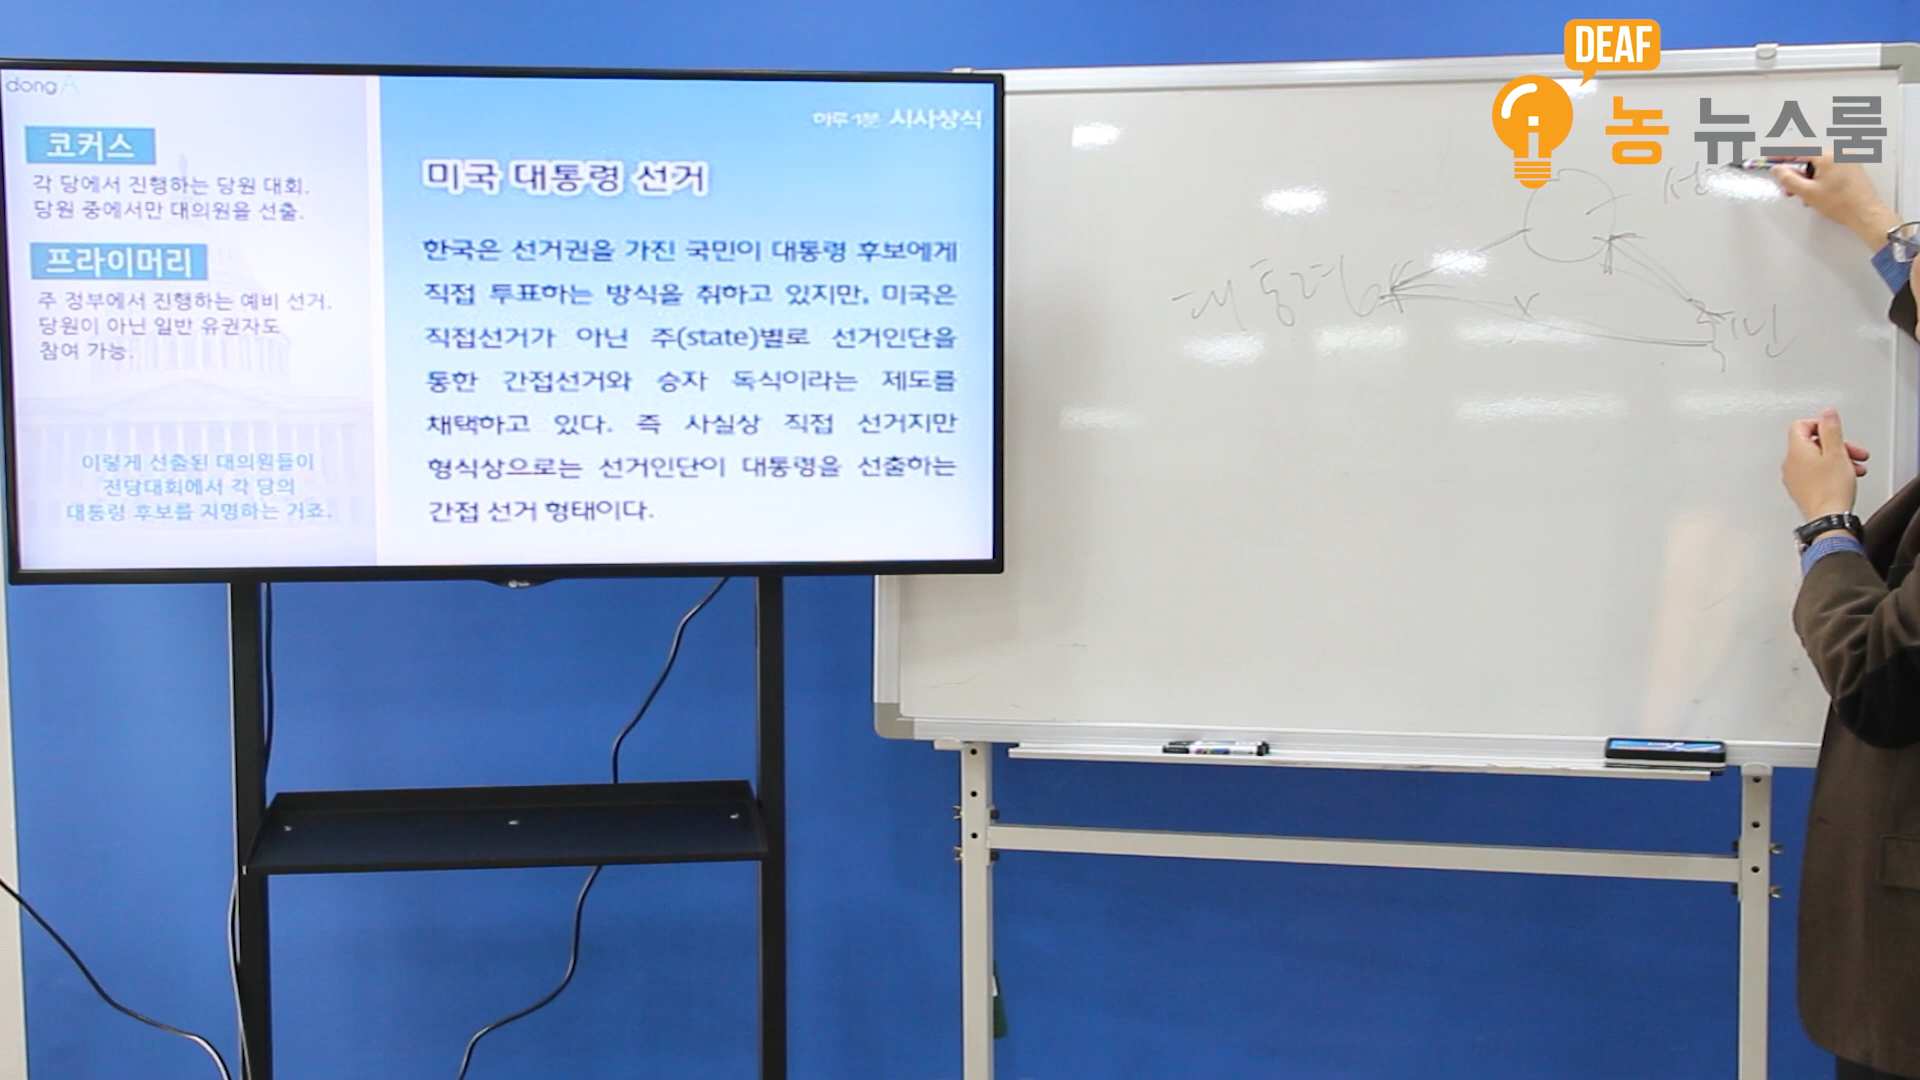 dongA
코커스
각 당에서 진행하는 당원 대회.
당원 중에서만 대의원을 선출.
프라이머리
주 정부에서 진행하는 예비 선거.
당원이 아닌 일반 유권자도
참여 가능.
이렇게 선출된 대의원들이
전당대회에서 각 당의
대통령 후보를 지명하는 거죠.
하루 1분 시사상식
미국 대통령 선거
한국은 선거권을 가진 국민이 대통령 후보에게
직접 투표하는 방식을 취하고 있지만, 미국은
직접선거가 아닌 주(state)별로 선거인단을
통한 간접선거와 승자 독식이라는 제도를
채택하고 있다. 즉 사실상 직접 선거지만
형식상으로는 선거인단이 대통령을 선출하는
간접 선거 형태이다.
DEAF
농 뉴스룸
대통령
주민